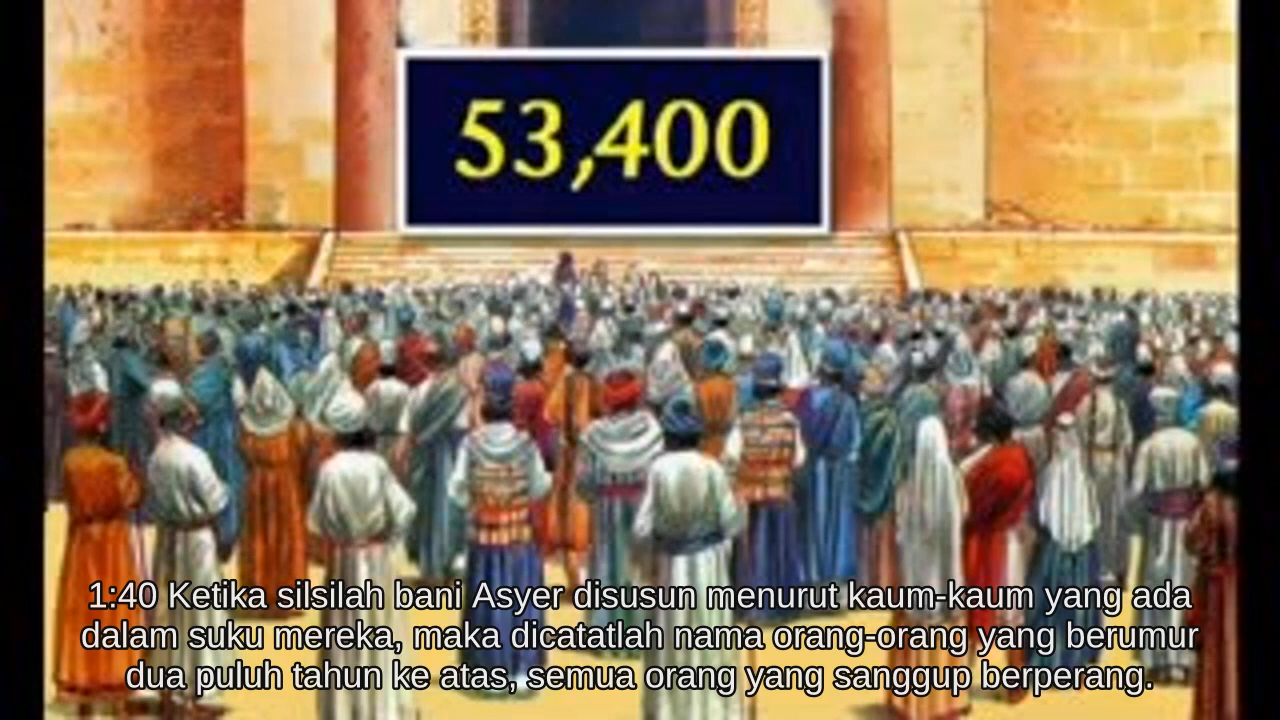 53,400
1:40 Ketika silsilah bani Asyer disusun menurut kaum-kaum yang ada
dalam suku mereka, maka dicatatlah nama orang-orang yang berumur
dua puluh tahun ke atas, semua orang yang sanggup berperang.